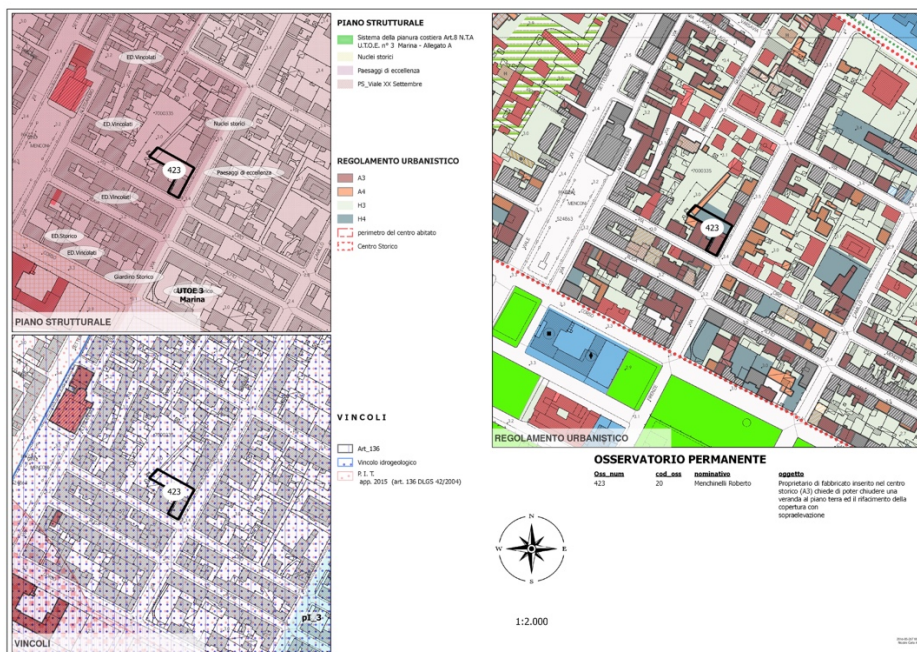 PIANO STRUTTURALE
Sistema della pianura costiera Art.8 N.T.A
U.T.O.E. n° 3 Marina - Allegato A
Nuclei storici
Paesaggi di eccellenza
PS_Viale XX Settembre
ED.Vincolati
ED.Vincolati
Nuclei storici
423
Paesaggi di eccellenza
ED.Vincolati
ED.Storico
ED.Vincolati
Giardino Storico
UTOE 3
Marina
PIANO STRUTTURALE
REGOLAMENTO URBANISTICO
A3
A4
H3
H4
perimetro del centro abitato
Centro Storico
423
REGOLAMENTO URBANISTICO
VINCOLI
Art_136
Vincolo idrogeologico
P. I. T.
app. 2015 (art. 136 DLGS 42/2004)
423
pI_3
VINCOLI
OSSERVATORIO PERMANENTE
Oss_num cod_oss nominativo oggetto
423 20 Menchinelli Roberto Proprietario di fabbricato inserito nel centro
storico (A3) chiede di poter chiudere una
veranda al piano terra ed il rifacimento della
copertura con
sopraelevazione
N
W E
S
1:2.000